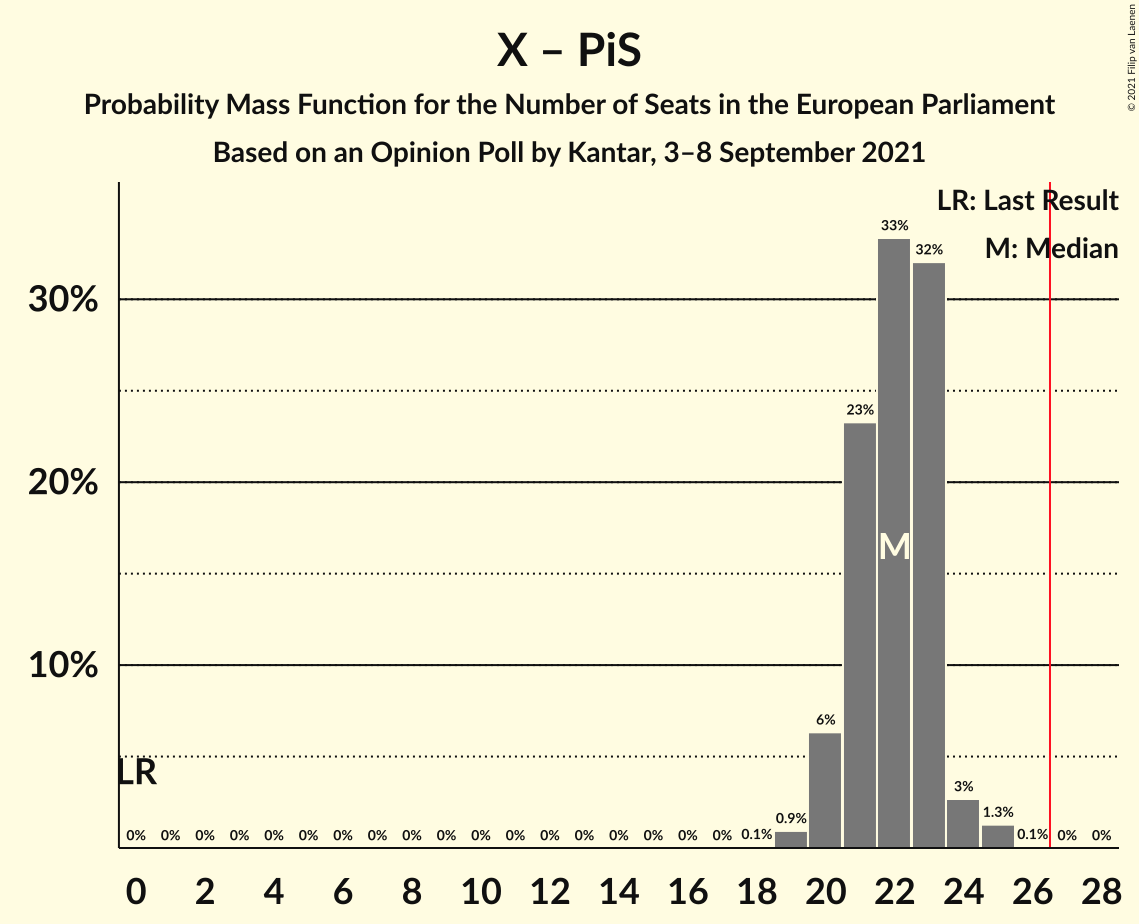 X – PiS
Probability Mass Function for the Number of Seats in the European Parliament
Based on an Opinion Poll by Kantar, 3–8 September 2021
© 2021 Filip van Laenen
LR: Last Result
M: Median
33%
32%
30%
23%
20%
M
10%
6%
LR
3%
1.3%
0.9%
0% 0% 0% 0% 0% 0% 0% 0% 0% 0% 0% 0% 0% 0% 0% 0% 0% 0% 0.1% 0.1% 0% 0%
0 2 4 6 8 10 12 14 16 18 20 22 24 26 28